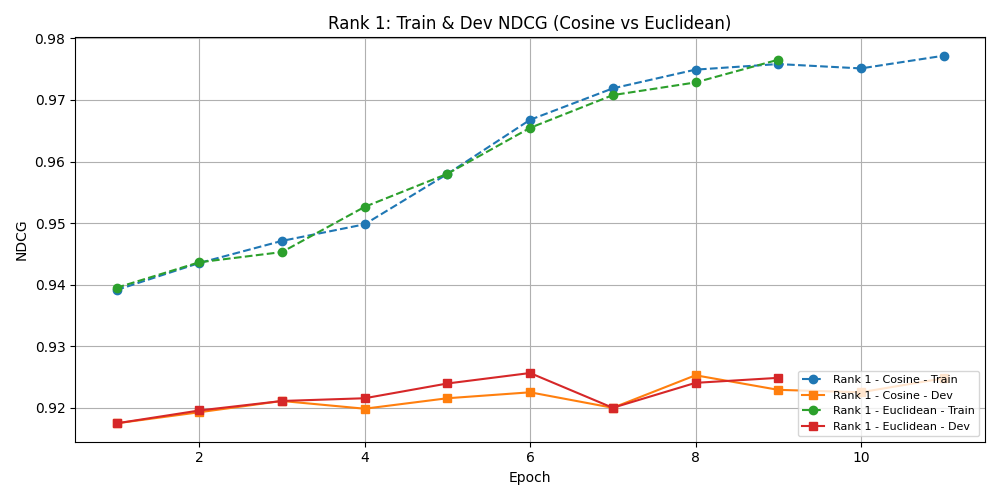 Rank 1: Train & Dev NDCG (Cosine vs Euclidean)
0.98
0.97
0.96
0.95
0.94
0.93
0.92
NDCG
2
4
6
8
10
Epoch
Rank 1 - Cosine - Train
Rank 1 - Cosine - Dev
Rank 1 - Euclidean - Train
Rank 1 - Euclidean - Dev